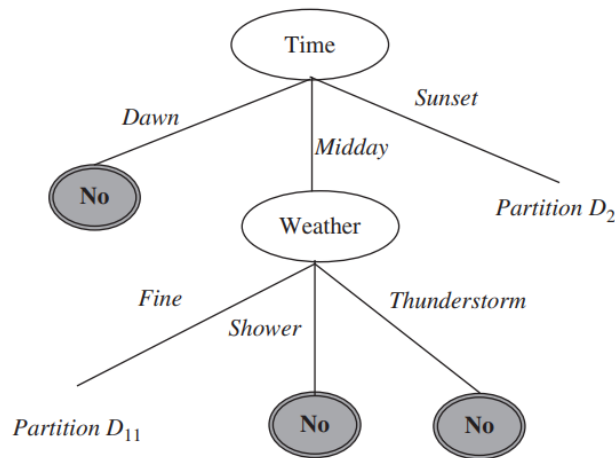 Time
Dawn
Sunset
Midday
No
Partition D2
Weather
Fine
Thunderstorm
Shower
Partition D11
No
No